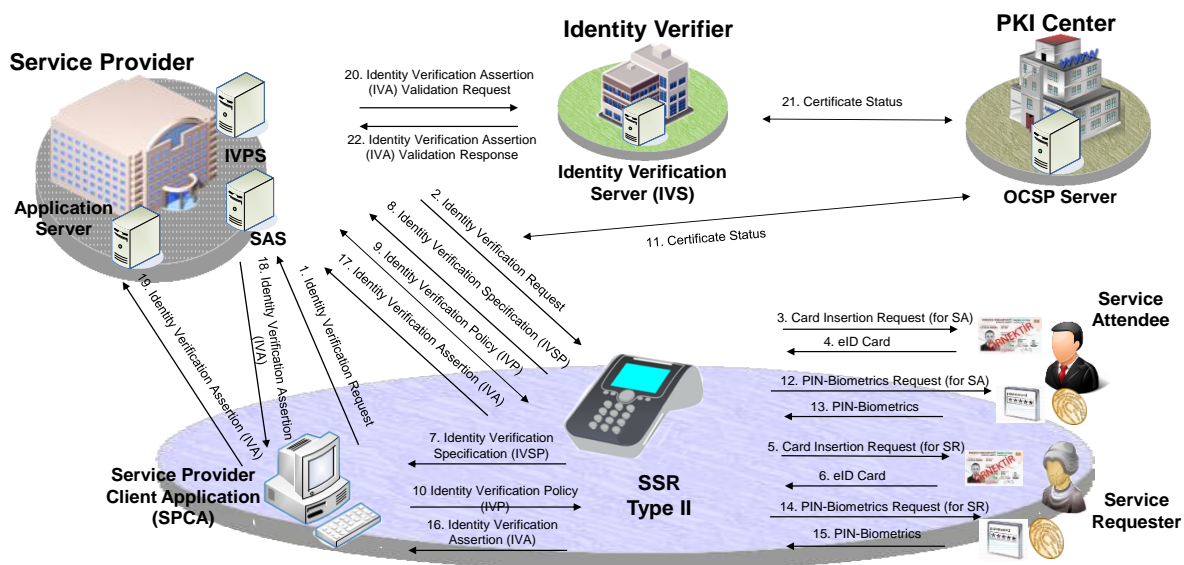 Service Provider
Identity Verifier
PKI Center
20. Identity Verification Assertion
(IVA) Validation Request
22. Identity Verification Assertion
(IVA) Validation Response
21. Certificate Status
IVPS
Application
Server
SAS
Identity Verification
Server (IVS)
OCSP Server
11. Certificate Status
2. Identity Verification Request
8. Identity Verification Specification (IVSP)
9. Identity Verification Policy (IVP)
17. Identity Verification Assertion (IVA)
1. Identity Verification Request
18. Identity Verification Assertion
(IVA)
19. Identity Verification Assertion (IVA)
Service
Attendee
3. Card Insertion Request (for SA)
4. eID Card
ÖRNEKTİR
12. PIN-Biometrics Request (for SA)
13. PIN-Biometrics
password
7. Identity Verification
Specification (IVSP)
5. Card Insertion Request (for SR)
6. eID Card
ÖRNEKTİR
10 Identity Verification Policy
(IVP)
14. PIN-Biometrics Request (for SR)
16. Identity Verification
Assertion (IVA)
15. PIN-Biometrics
password
Service Provider
Client Application
(SPCA)
SSR
Type II
Service
Requester
WWW